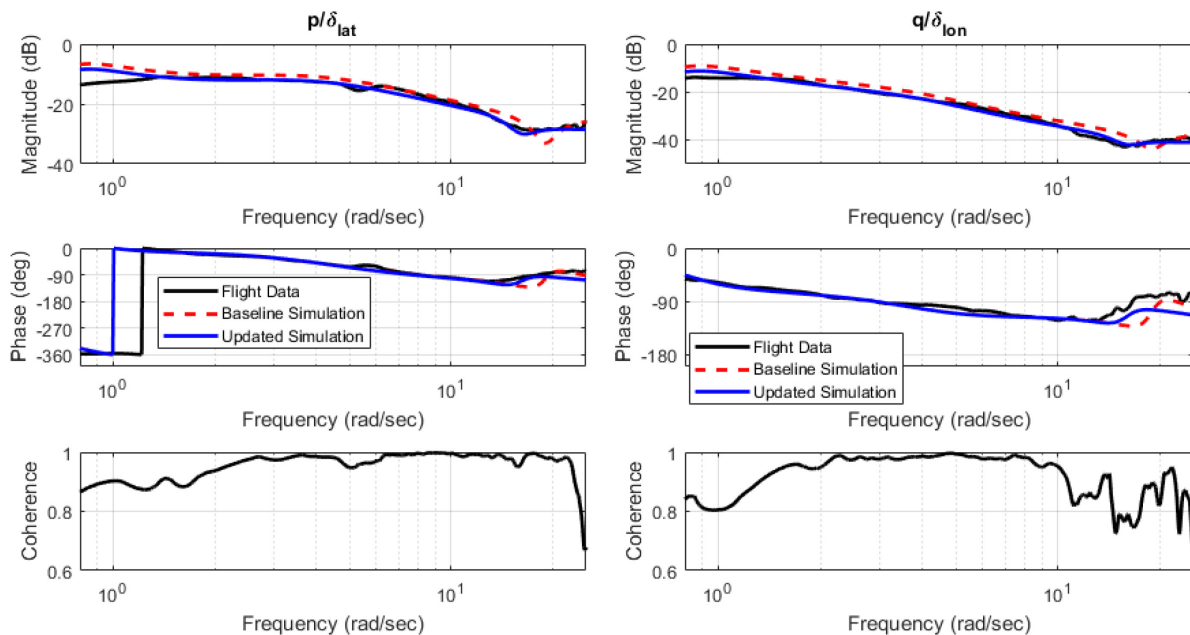 p/δlat
Magnitude (dB)
0
-20
-40
10^0
10^1
Frequency (rad/sec)
q/δlon
Magnitude (dB)
0
-20
-40
10^0
10^1
Frequency (rad/sec)
Phase (deg)
0
-90
-180
-270
-360
Flight Data
Baseline Simulation
Updated Simulation
10^0
10^1
Frequency (rad/sec)
Phase (deg)
0
-90
-180
Flight Data
Baseline Simulation
Updated Simulation
10^0
10^1
Frequency (rad/sec)
Coherence
1
0.8
0.6
10^0
10^1
Frequency (rad/sec)
Coherence
1
0.8
0.6
10^0
10^1
Frequency (rad/sec)